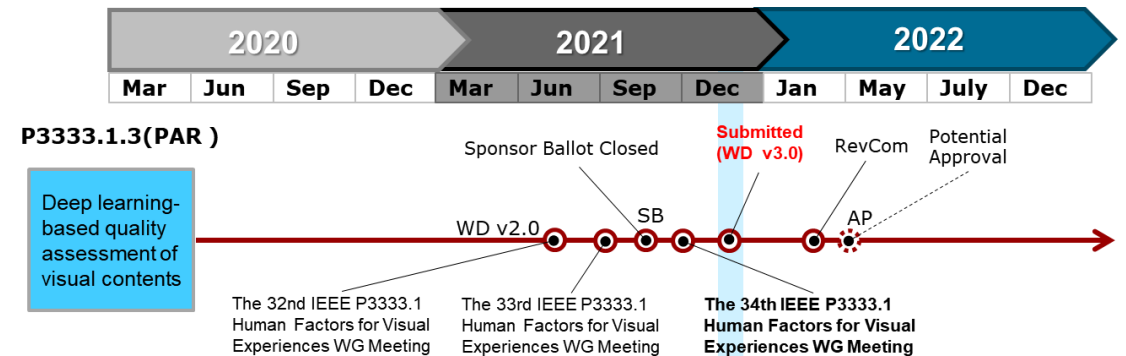 2020
2021
2022
Mar Jun Sep Dec Mar Jun Sep Dec Jan May July Dec
P3333.1.3(PAR )
Deep learning-
based quality
assessment of
visual contents
Sponsor Ballot Closed
Submitted
(WD v3.0)
RevCom
Potential
Approval
WD v2.0
SB
AP
The 32nd IEEE P3333.1
Human Factors for Visual
Experiences WG Meeting
The 33rd IEEE P3333.1
Human Factors for Visual
Experiences WG Meeting
The 34th IEEE P3333.1
Human Factors for Visual
Experiences WG Meeting